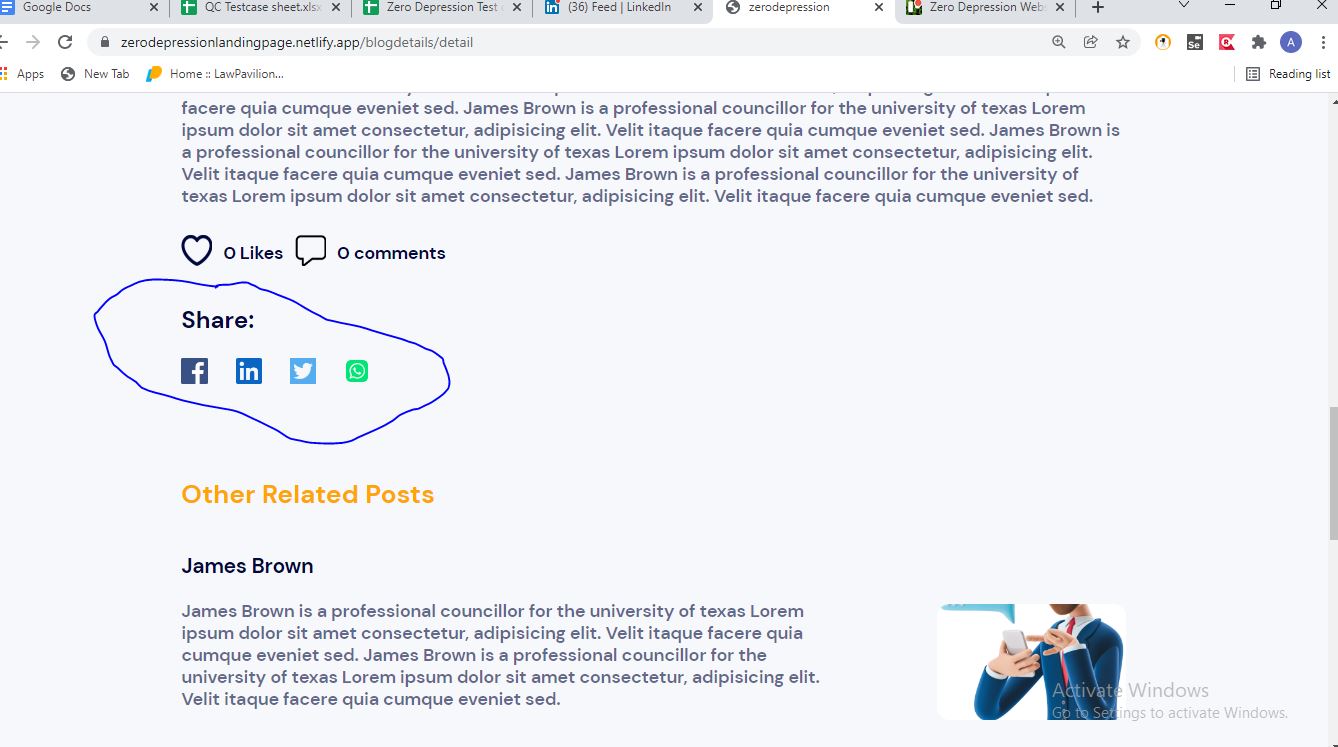 Google Docs
QC Testcase sheet.xlsx
Zero Depression Test
(36) Feed | LinkedIn
zerodepression
Zero Depression Webs
zerodepressionlandingpage.netlify.app/blogdetails/detail
Apps
New Tab
Home :: LawPavilion...
Reading list
facere quia cumque eveniet sed. James Brown is a professional councillor for the university of texas Lorem
ipsum dolor sit amet consectetur, adipisicing elit. Velit itaque facere quia cumque eveniet sed. James Brown is
a professional councillor for the university of texas Lorem ipsum dolor sit amet consectetur, adipisicing elit.
Velit itaque facere quia cumque eveniet sed. James Brown is a professional councillor for the university of
texas Lorem ipsum dolor sit amet consectetur, adipisicing elit. Velit itaque facere quia cumque eveniet sed.
0 Likes 0 comments
Share:
Other Related Posts
James Brown
James Brown is a professional councillor for the university of texas Lorem
ipsum dolor sit amet consectetur, adipisicing elit. Velit itaque facere quia
cumque eveniet sed. James Brown is a professional councillor for the
university of texas Lorem ipsum dolor sit amet consectetur, adipisicing elit.
Velit itaque facere quia cumque eveniet sed.
Activate Windows
Go to Settings to activate Windows.